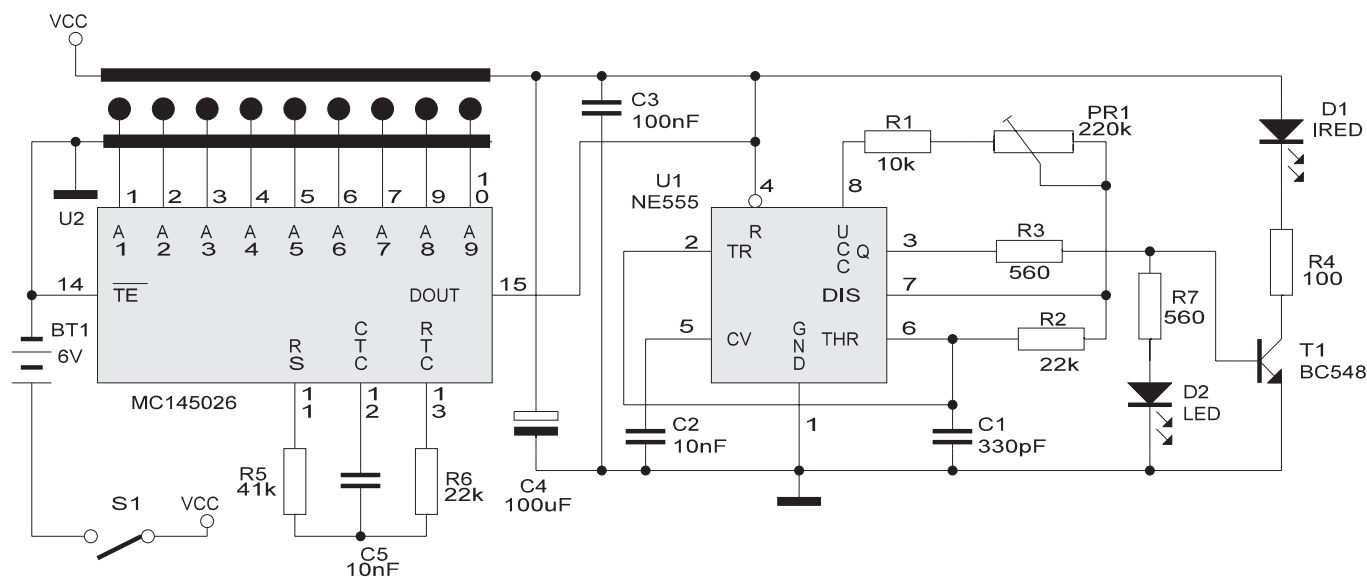 VCC
C3
100nF
PR1
220k
D1
IRED
R1
10k
U1
NE555
4
8
1 2 3 4 5 6 7 9 1
0
U2
A A A A A A A A A
1 2 3 4 5 6 7 8 9
2
TR
R
U
C
C
Q
3
R3
560
R4
100
14
TE
DOUT
15
DIS
7
R7
560
BT1
6V
R
S
C
T
C
R
T
C
5
CV
G
N
D
THR
6
R2
22k
T1
BC548
MC145026
1
1
1
2
1
3
D2
LED
C2
10nF
1
C1
330pF
R5
41k
R6
22k
C4
100uF
S1
VCC
C5
10nF